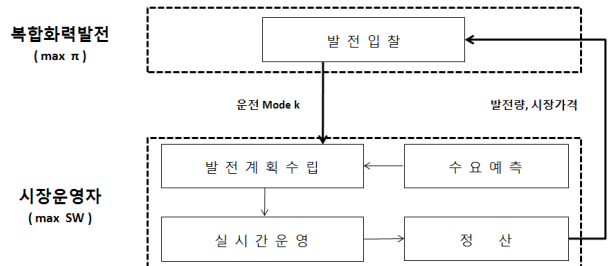 복합화력발전
( max π )
발 전 입 찰
운전 Mode k
발전량, 시장가격
발 전 계 획 수 립
수 요 예 측
시장운영자
( max SW )
실 시 간 운 영
정 산